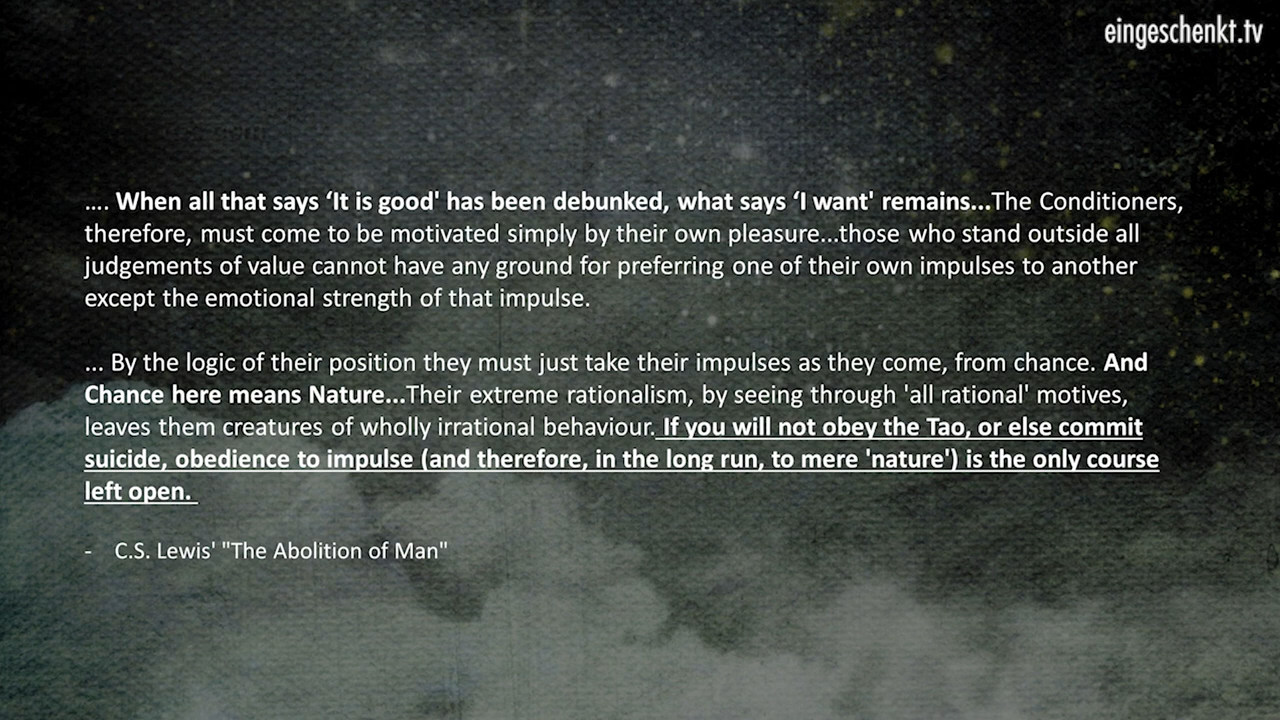 eingeschenkt.tv
.... When all that says ‘It is good' has been debunked, what says ‘I want' remains...The Conditioners,
therefore, must come to be motivated simply by their own pleasure...those who stand outside all
judgements of value cannot have any ground for preferring one of their own impulses to another
except the emotional strength of that impulse.
... By the logic of their position they must just take their impulses as they come, from chance. And
Chance here means Nature...Their extreme rationalism, by seeing through 'all rational' motives,
leaves them creatures of wholly irrational behaviour. If you will not obey the Tao, or else commit
suicide, obedience to impulse (and therefore, in the long run, to mere 'nature') is the only course
left open.
- C.S. Lewis' "The Abolition of Man"